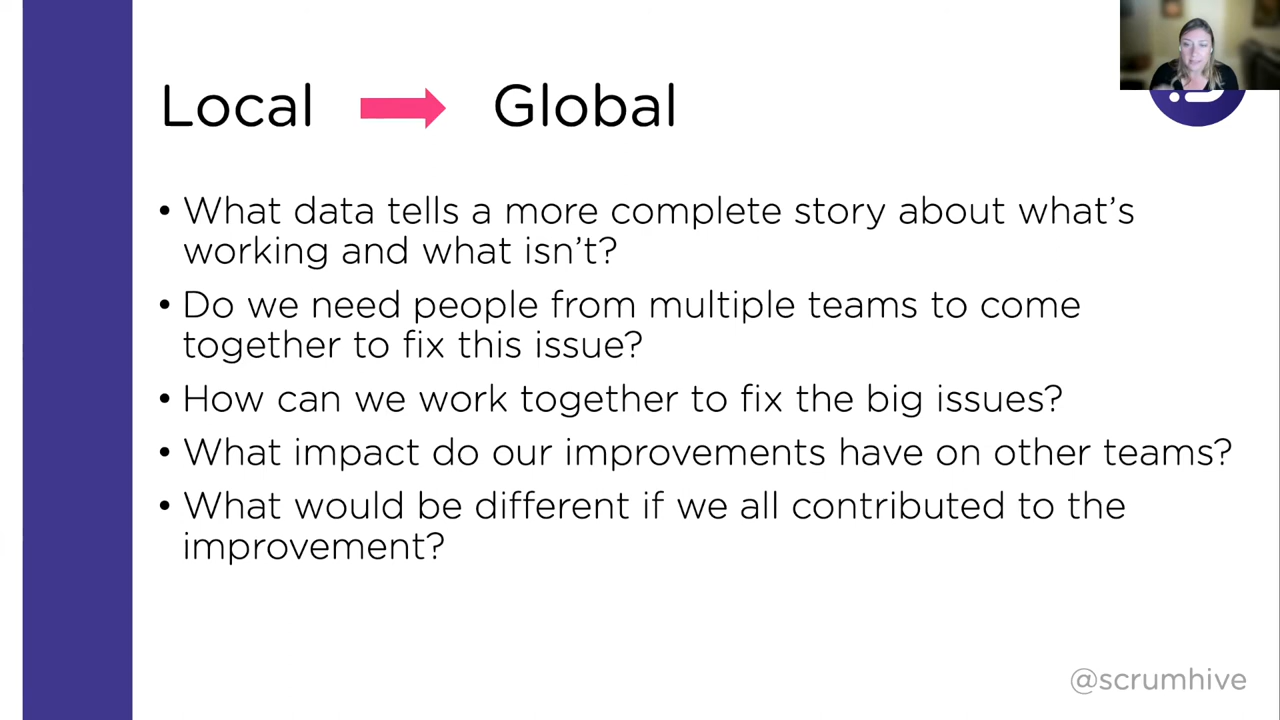 Local Global
• What data tells a more complete story about what’s
working and what isn’t?
• Do we need people from multiple teams to come
together to fix this issue?
• How can we work together to fix the big issues?
• What impact do our improvements have on other teams?
• What would be different if we all contributed to the
improvement?
@scrumhive